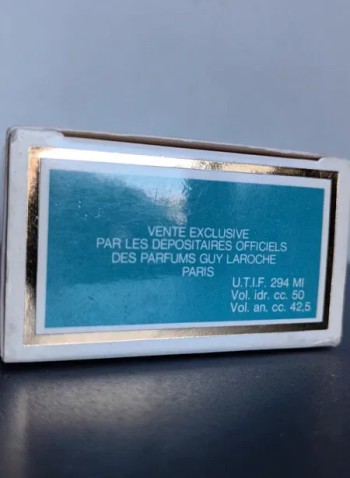 VENTE EXCLUSIVE
PAR LES DEPOSITAIRES OFFICIELS
DES PARFUMS GUY LAROCHE
PARIS
U.T.I.F. 294 MI
Vol. idr. cc. 50
Vol. an. cc. 42,5